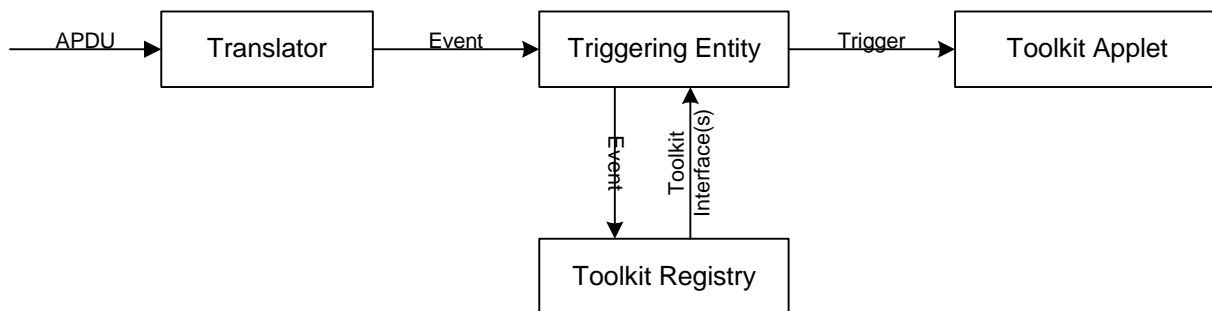 APDU
Translator
Event
Triggering Entity
Trigger
Toolkit Applet
Event
Toolkit
Interface(s)
Toolkit Registry